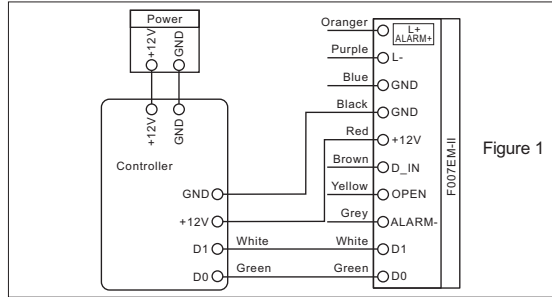 Power
+12V
GND
+12V
GND
Controller
GND
+12V
D1
D0
White
Green
Oranger
Purple
Blue
Black
Red
Brown
Yellow
Grey
White
Green
L+
ALARM+
L-
GND
GND
+12V
D_IN
OPEN
ALARM-
D1
D0
F007EM-II
Figure 1